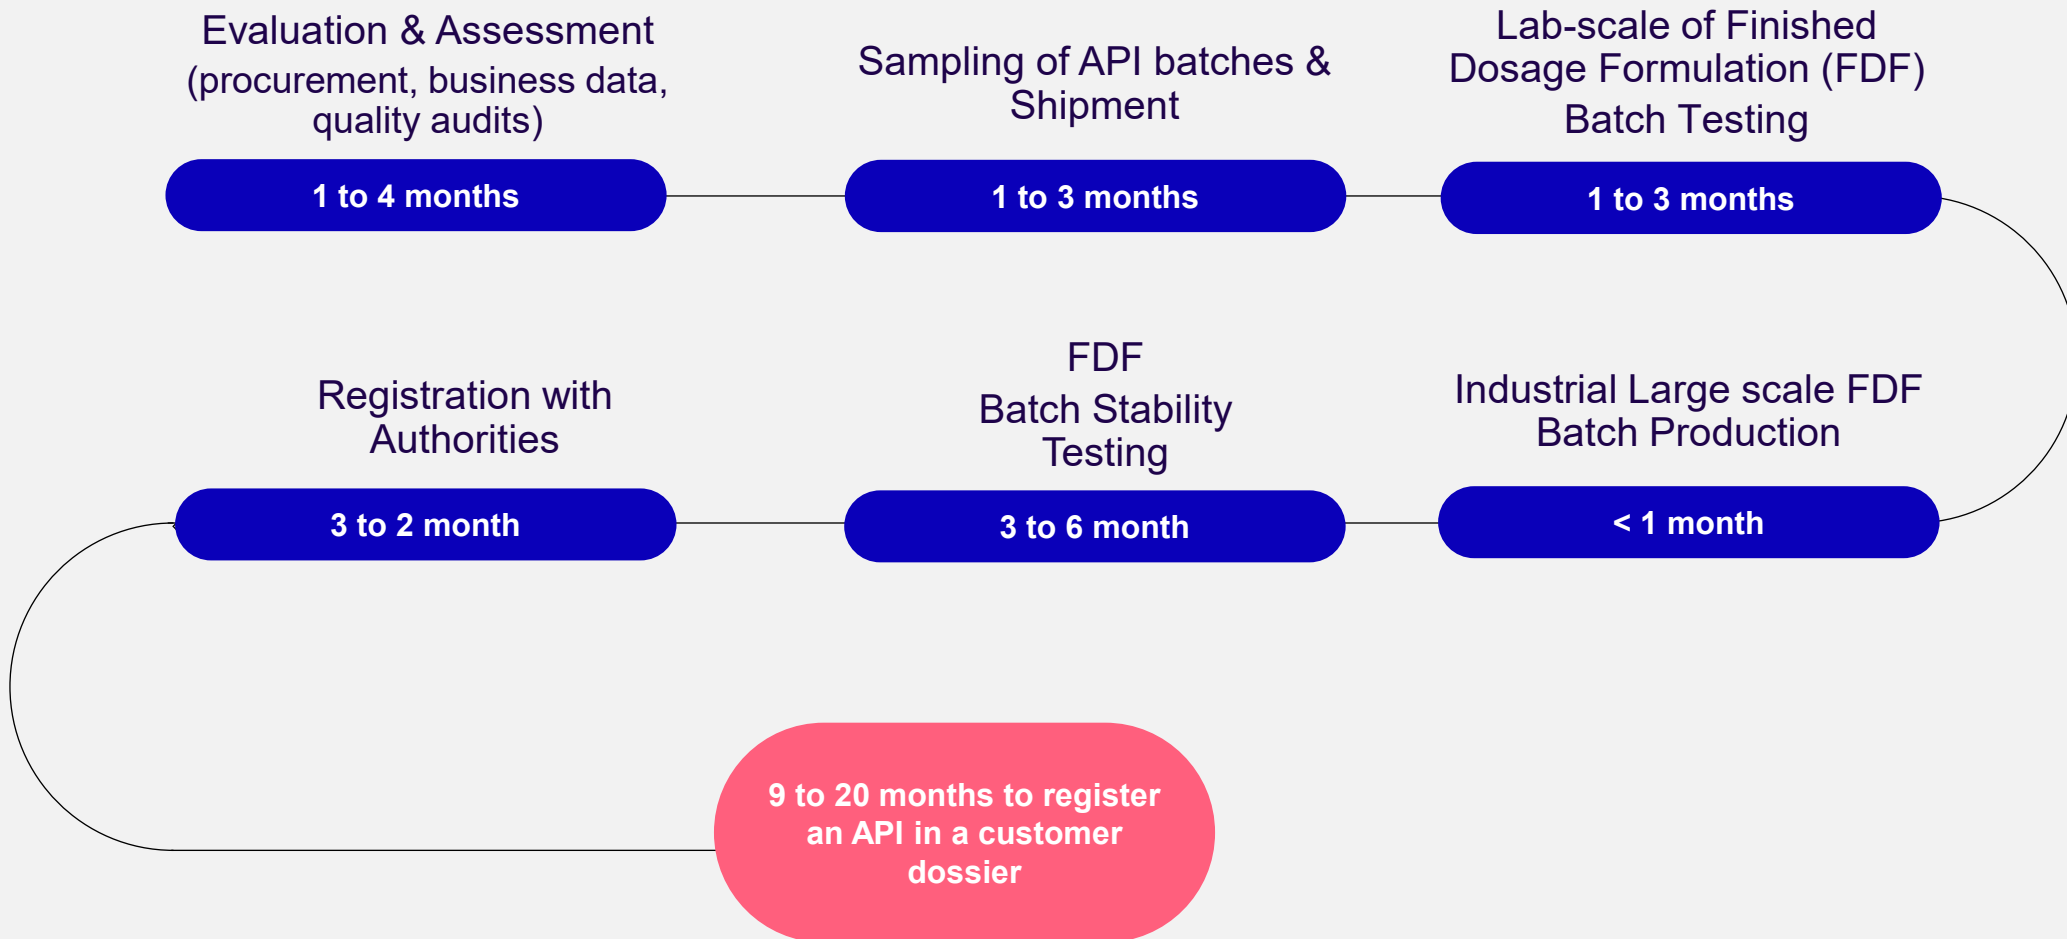 Evaluation & Assessment
(procurement, business data,
quality audits)
1 to 4 months
Sampling of API batches &
Shipment
1 to 3 months
Lab-scale of Finished
Dosage Formulation (FDF)
Batch Testing
1 to 3 months
Industrial Large scale FDF
Batch Production
< 1 month
FDF
Batch Stability
Testing
3 to 6 month
Registration with
Authorities
3 to 2 month
9 to 20 months to register
an API in a customer
dossier